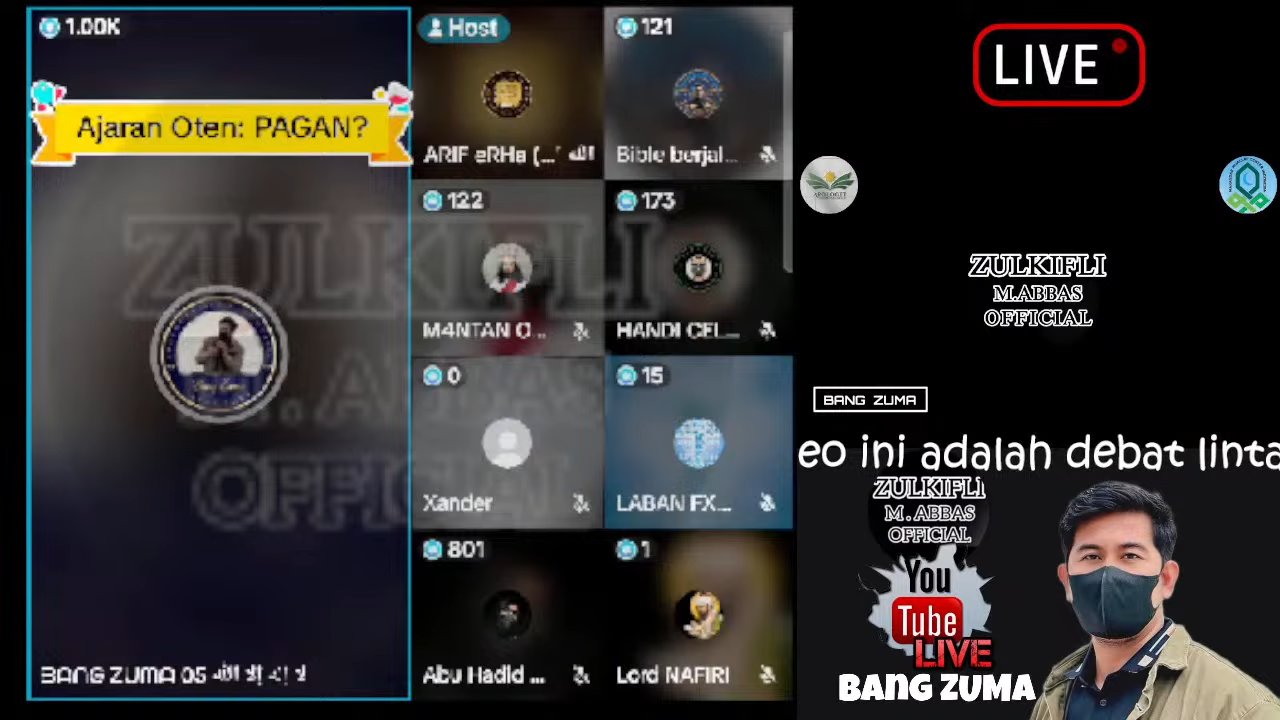 1.00K
Ajaran Oten: PAGAN?
BANG ZUMA 05
Host
ARIF eRHa (...
121
Bible berjal...
122
M4NTAN O...
173
HANDI CEL...
0
Xander
15
LABAN FX...
801
Abu Hadid ...
1
Lord NAFIRI
ZULKIFLI
OFFICIAL
LIVE
ZULKIFLI
M.ABBAS
OFFICIAL
BANG ZUMA
eo ini adalah debat linta
ZULKIFLI
M.ABBAS
OFFICIAL
You
Tube
LIVE
BANG ZUMA